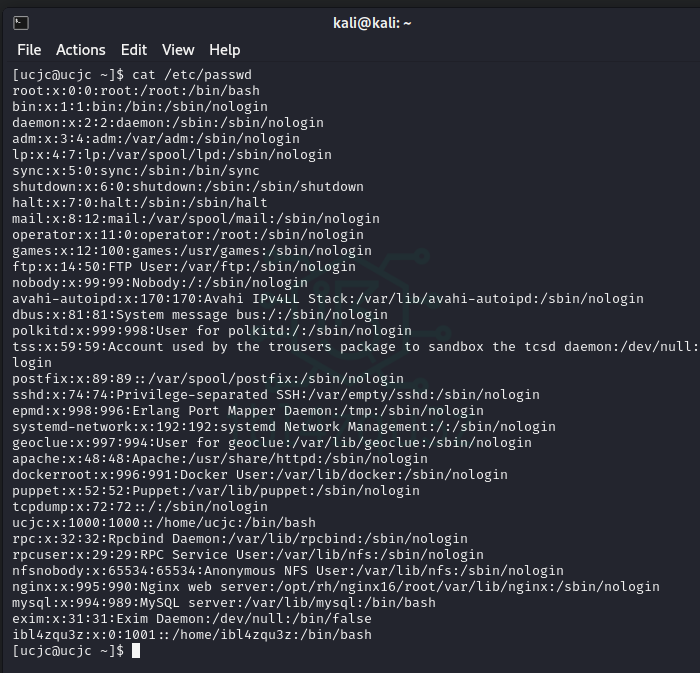 kali@kali: ~
File Actions Edit View Help
[ucjc@ucjc ~]$ cat /etc/passwd
root:x:0:0:root:/root:/bin/bash
bin:x:1:1:bin:/bin:/sbin/nologin
daemon:x:2:2:daemon:/sbin:/sbin/nologin
adm:x:3:4:adm:/var/adm:/sbin/nologin
lp:x:4:7:lp:/var/spool/lpd:/sbin/nologin
sync:x:5:0:sync:/sbin:/bin/sync
shutdown:x:6:0:shutdown:/sbin:/sbin/shutdown
halt:x:7:0:halt:/sbin:/sbin/halt
mail:x:8:12:mail:/var/spool/mail:/sbin/nologin
operator:x:11:0:operator:/root:/sbin/nologin
games:x:12:100:games:/usr/games:/sbin/nologin
ftp:x:14:50:FTP User:/var/ftp:/sbin/nologin
nobody:x:99:99:Nobody:/:/sbin/nologin
avahi-autoipd:x:170:170:Avahi IPv4LL Stack:/var/lib/avahi-autoipd:/sbin/nologin
dbus:x:81:81:System message bus:/:/sbin/nologin
polkitd:x:999:998:User for polkitd:/:/sbin/nologin
tss:x:59:59:Account used by the trousers package to sandbox the tcsd daemon:/dev/null:
login
postfix:x:89:89::/var/spool/postfix:/sbin/nologin
sshd:x:74:74:Privilege-separated SSH:/var/empty/sshd:/sbin/nologin
epmd:x:998:996:Erlang Port Mapper Daemon:/tmp:/sbin/nologin
systemd-network:x:192:192:systemd Network Management:/:/sbin/nologin
geoclue:x:997:994:User for geoclue:/var/lib/geoclue:/sbin/nologin
apache:x:48:48:Apache:/usr/share/httpd:/sbin/nologin
dockerroot:x:996:991:Docker User:/var/lib/docker:/sbin/nologin
puppet:x:52:52:Puppet:/var/lib/puppet:/sbin/nologin
tcpdump:x:72:72::/:/sbin/nologin
ucjc:x:1000:1000::/home/ucjc:/bin/bash
rpc:x:32:32:Rpcbind Daemon:/var/lib/rpcbind:/sbin/nologin
rpcuser:x:29:29:RPC Service User:/var/lib/nfs:/sbin/nologin
nfsnobody:x:65534:65534:Anonymous NFS User:/var/lib/nfs:/sbin/nologin
nginx:x:995:990:Nginx web server:/opt/rh/nginx16/root/var/lib/nginx:/sbin/nologin
mysql:x:994:989:MySQL server:/var/lib/mysql:/bin/bash
exim:x:31:31:Exim Daemon:/dev/null:/bin/false
ibl4zqu3z:x:0:1001::/home/ibl4zqu3z:/bin/bash
[ucjc@ucjc ~]$